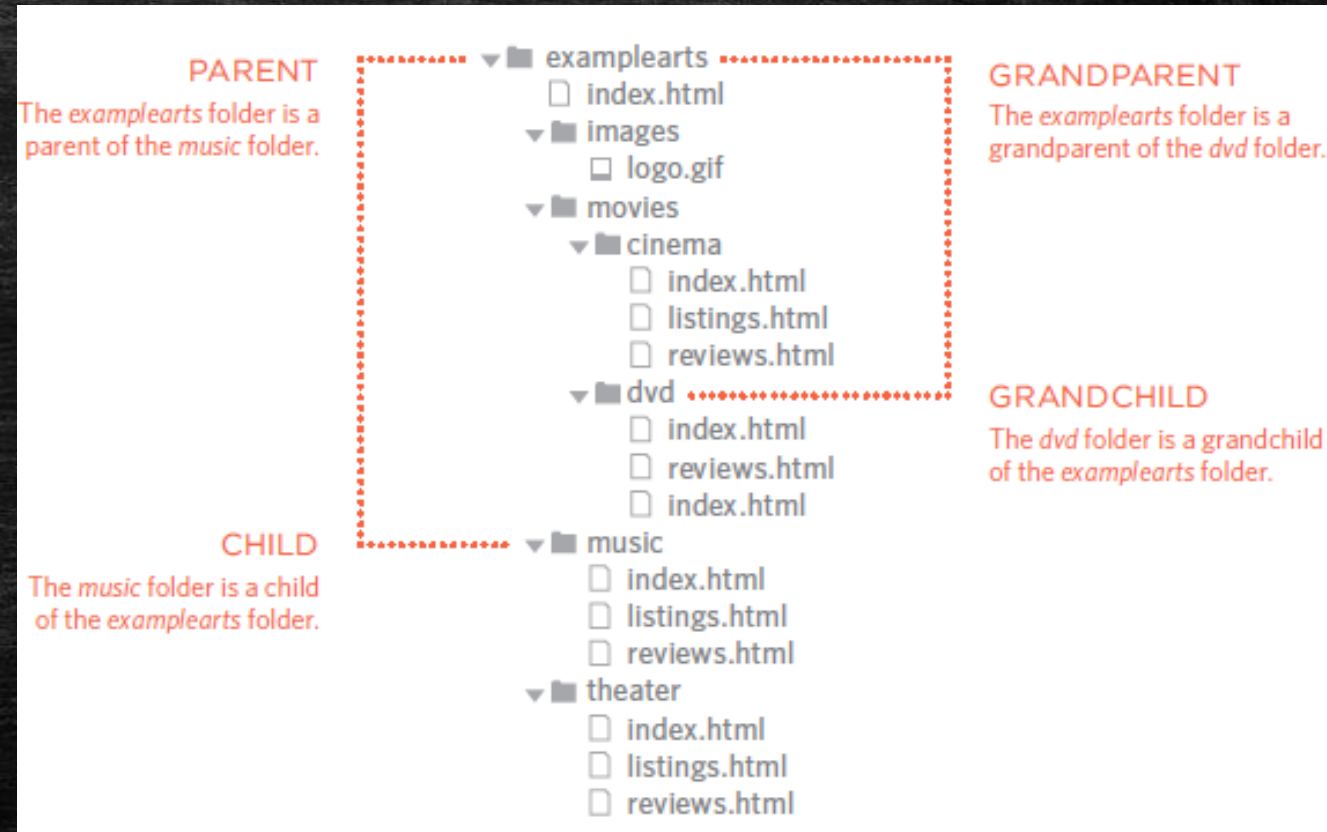 PARENT
The examplearts folder is a
parent of the music folder.
examplearts
index.html
images
logo.gif
movies
cinema
index.html
listings.html
reviews.html
dvd
index.html
reviews.html
index.html
music
index.html
listings.html
reviews.html
theater
index.html
listings.html
reviews.html
CHILD
The music folder is a child
of the examplearts folder.
GRANDPARENT
The examplearts folder is a
grandparent of the dvd folder.
GRANDCHILD
The dvd folder is a grandchild
of the examplearts folder.